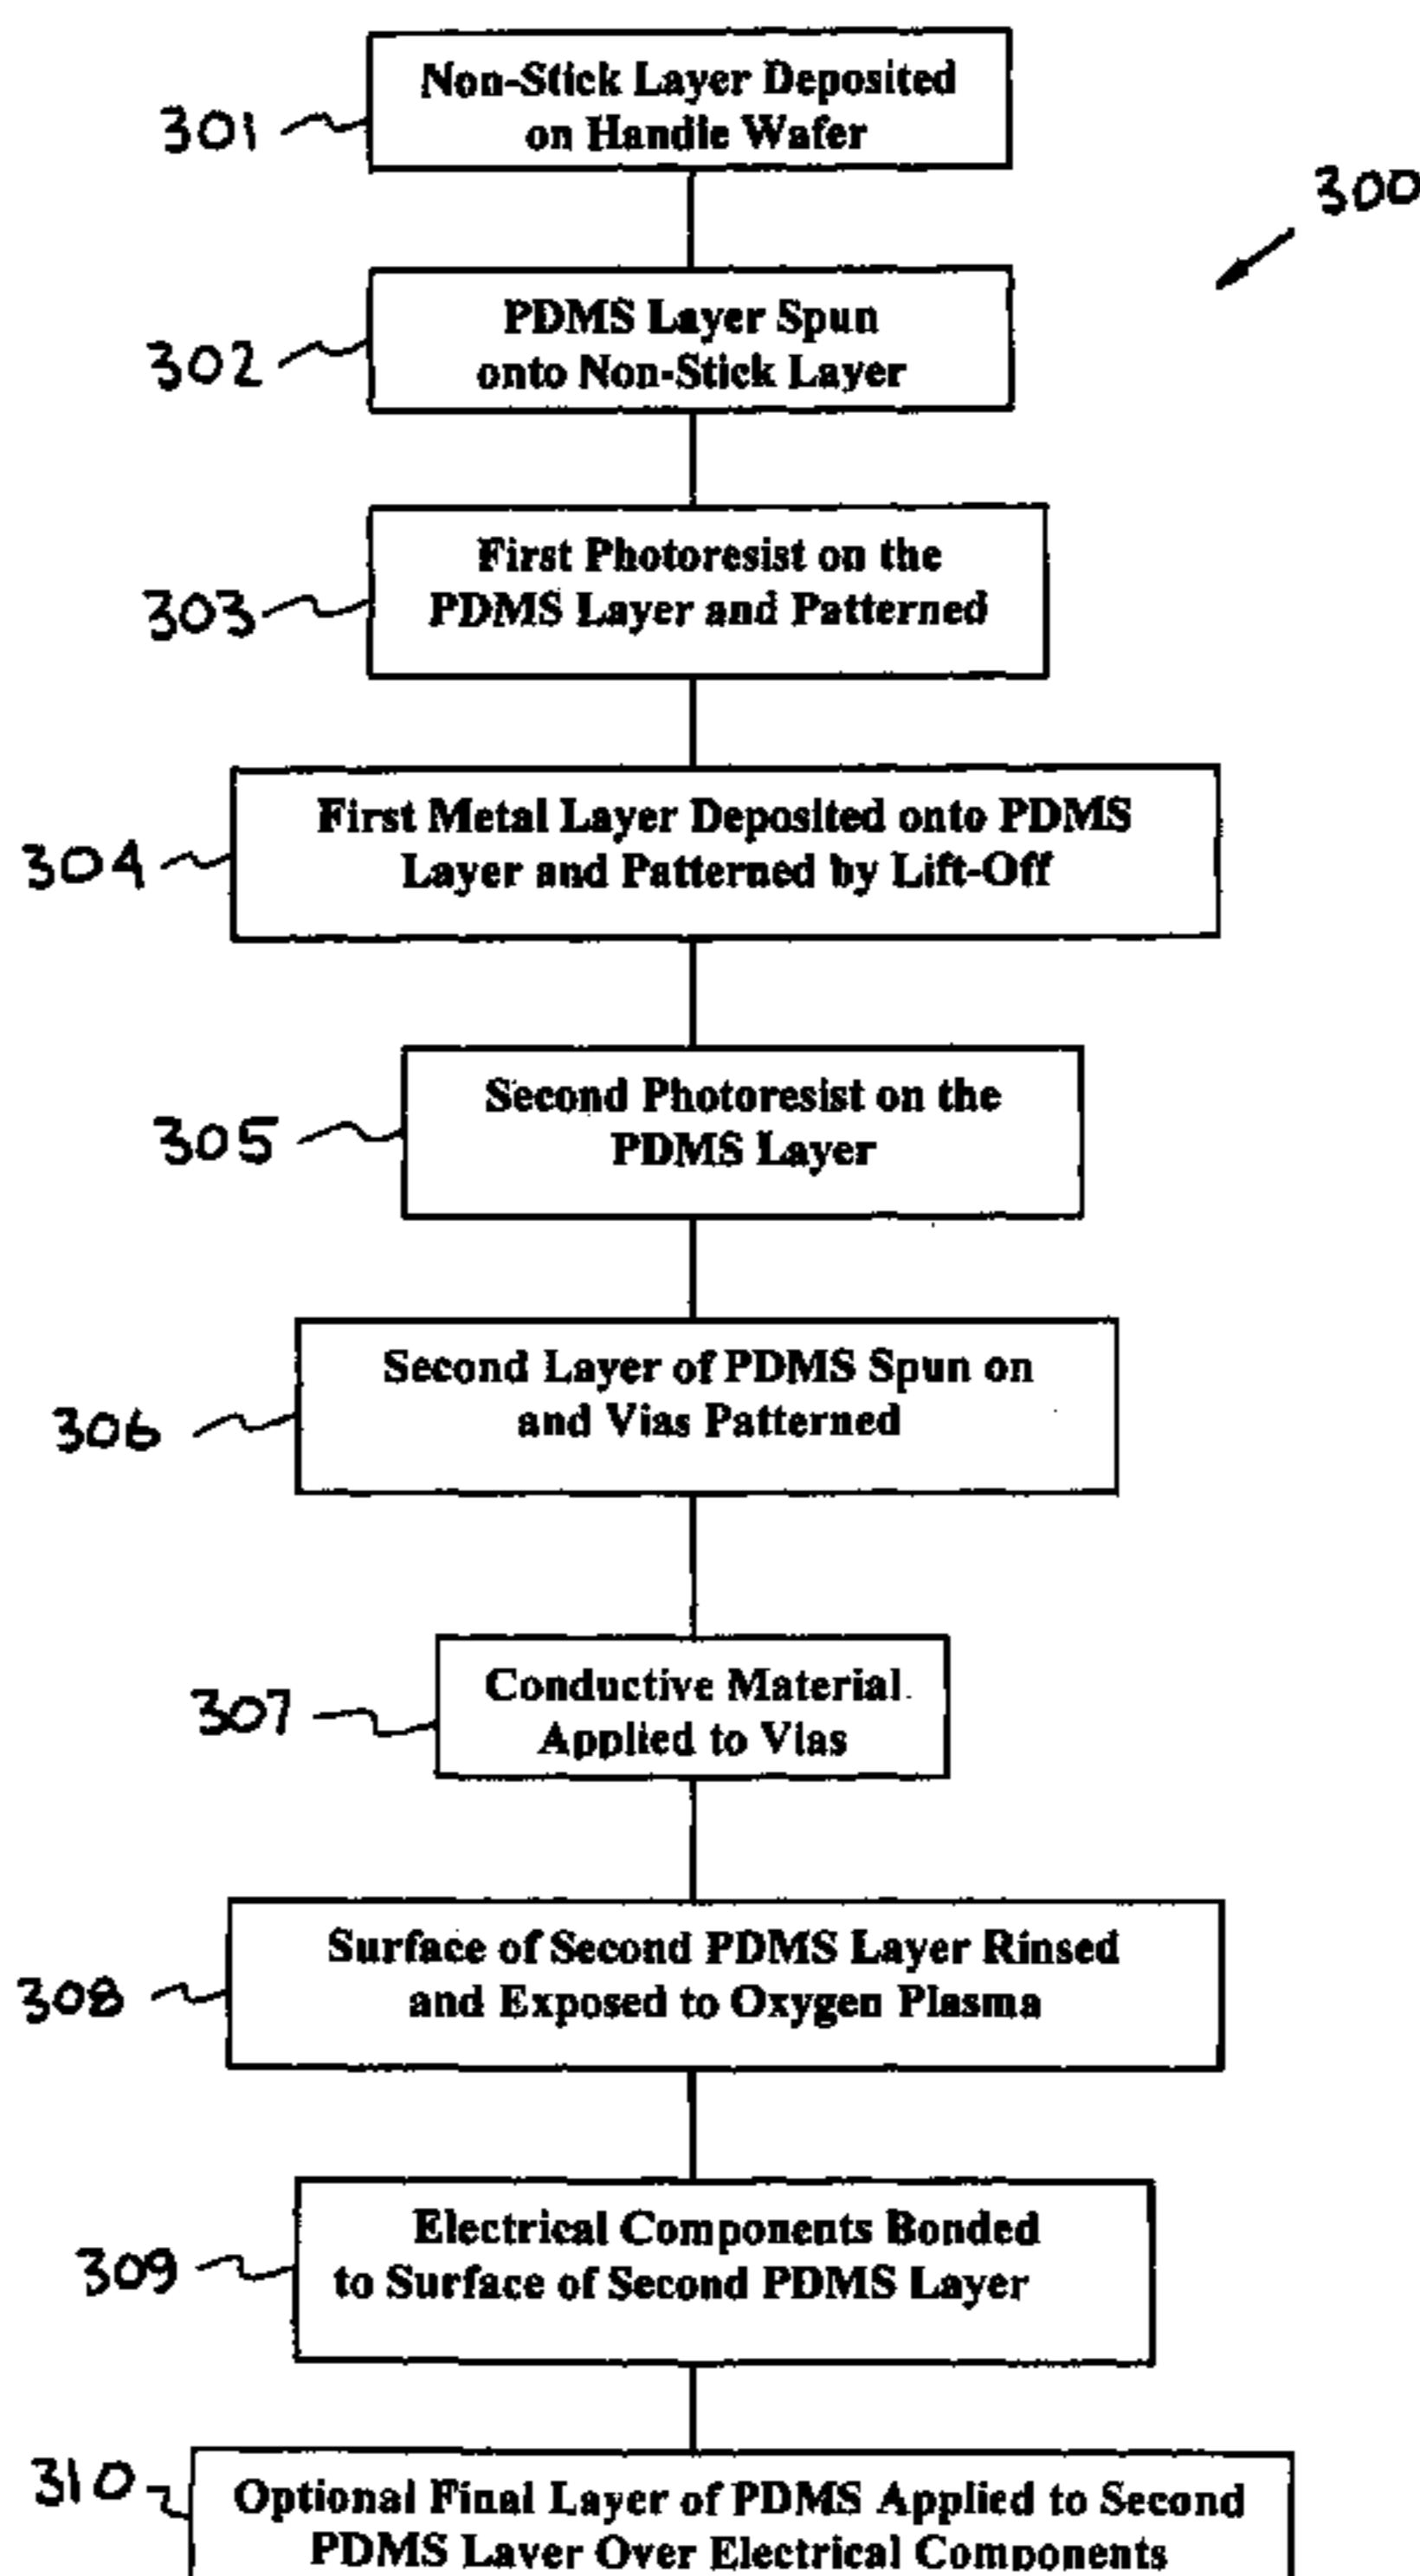 Non-Stick Layer Deposited
on Handle Wafer
301
300
PDMS Layer Spun
onto Non-Stick Layer
302
First Photoresist on the
PDMS Layer and Patterned
303
First Metal Layer Deposited onto PDMS
Layer and Patterned by Lift-Off
304
Second Photoresist on the
PDMS Layer
305
Second Layer of PDMS Spun on
and Vias Patterned
306
Conductive Material
Applied to Vias
307
Surface of Second PDMS Layer Rinsed
and Exposed to Oxygen Plasma
308
Electrical Components Bonded
to Surface of Second PDMS Layer
309
310
Optional Final Layer of PDMS Applied to Second
PDMS Layer Over Electrical Components